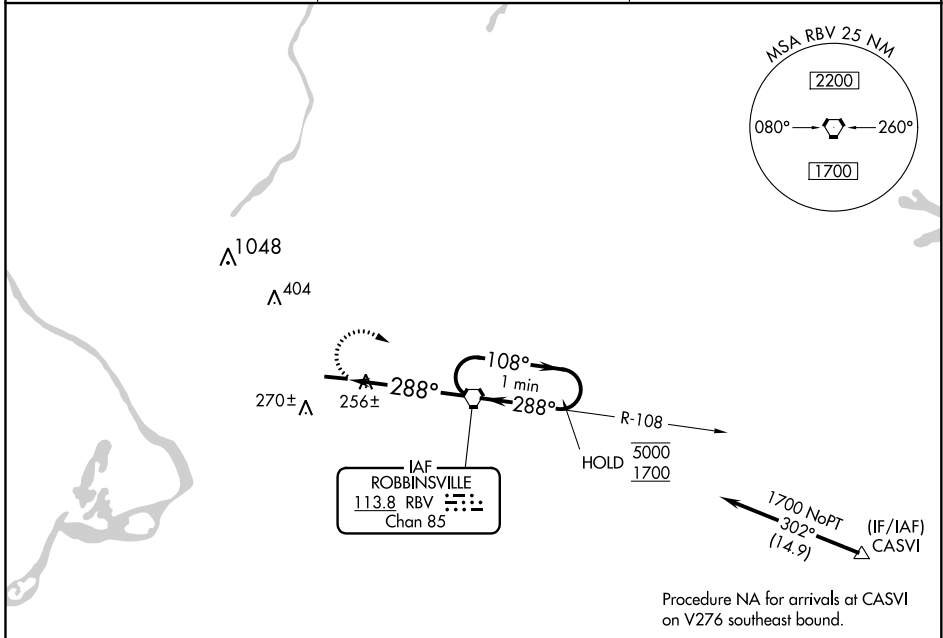 MSA RBV 25 NM
2200
080°
260°
1700
1048
404
108°
1 min
288°
288°
270±
256±
R-108
HOLD
5000
1700
IAF
ROBBINSVILLE
113.8 RBV
Chan 85
1700 NoPT
302°
(14.9)
(IF/IAF)
CASVI
Procedure NA for arrivals at CASVI
on V276 southeast bound.